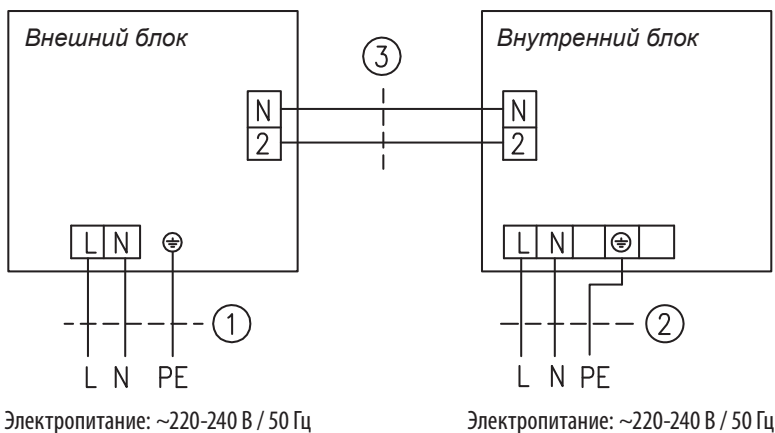 Внешний блок
Внутренний блок
3
N
N
2
2
L N
L N
1
2
L N PE
L N PE
Электропитание: ~220-240 В / 50 Гц
Электропитание: ~220-240 В / 50 Гц